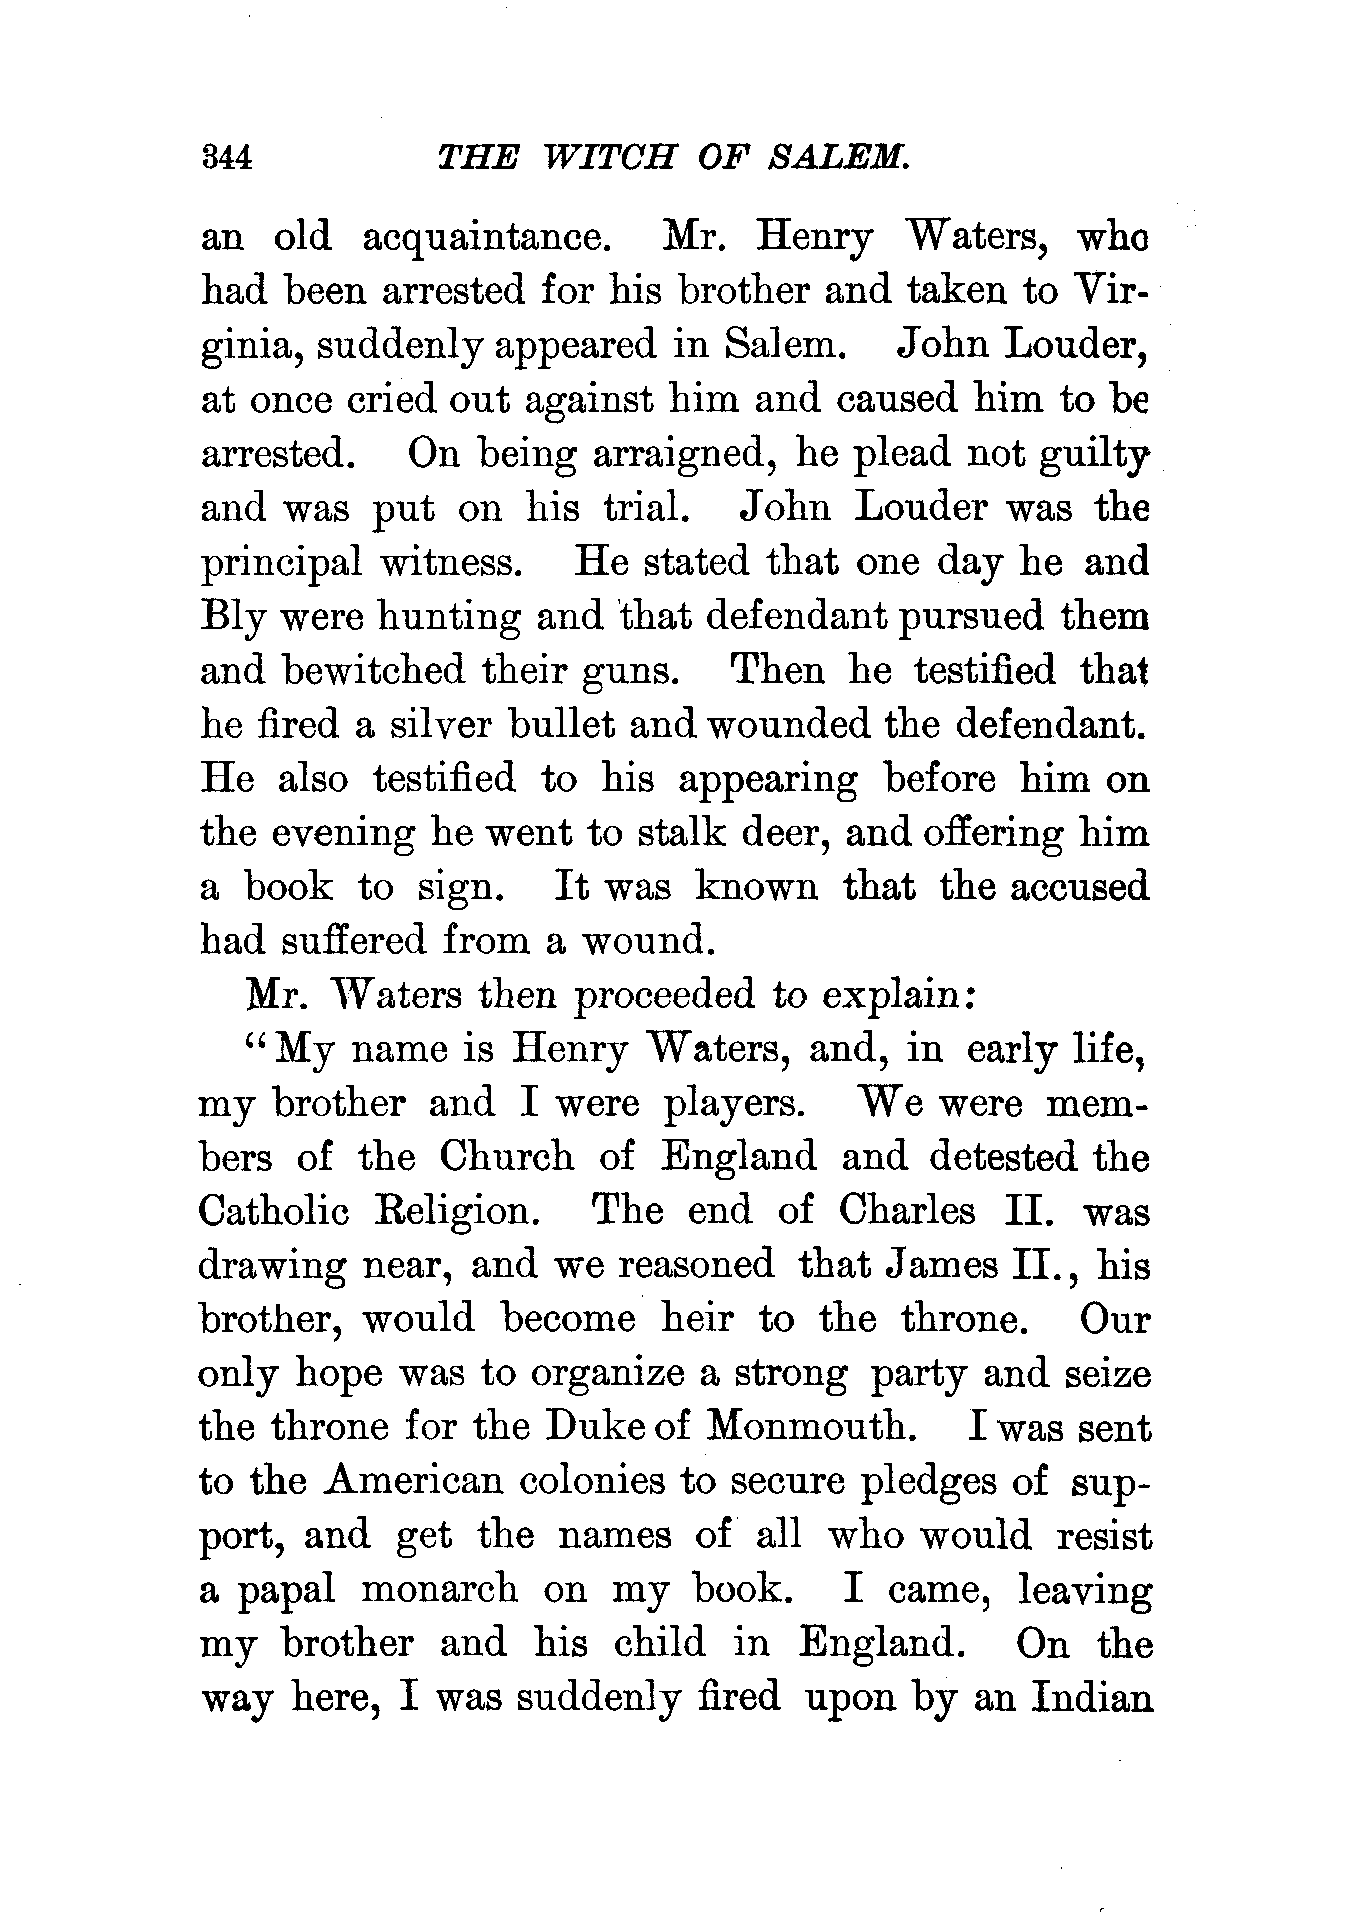 344 THE WITCH OF SALEM.
an old acquaintance. Mr. Henry Waters, who
had been arrested for his brother and taken to Vir-
ginia, suddenly appeared in Salem. John Louder,
at once cried out against him and caused him to be
arrested. On being arraigned, he plead not guilty
and was put on his trial. John Louder was the
principal witness. He stated that one day he and
Bly were hunting and that defendant pursued them
and bewitched their guns. Then he testified that
he fired a silver bullet and wounded the defendant.
He also testified to his appearing before him on
the evening he went to stalk deer, and offering him
a book to sign. It was known that the accused
had suffered from a wound.
Mr. Waters then proceeded to explain:
“My name is Henry Waters, and, in early life,
my brother and I were players. We were mem-
bers of the Church of England and detested the
Catholic Religion. The end of Charles II. was
drawing near, and we reasoned that James II., his
brother, would become heir to the throne. Our
only hope was to organize a strong party and seize
the throne for the Duke of Monmouth. I was sent
to the American colonies to secure pledges of sup-
port, and get the names of all who would resist
a papal monarch on my book. I came, leaving
my brother and his child in England. On the
way here, I was suddenly fired upon by an Indian